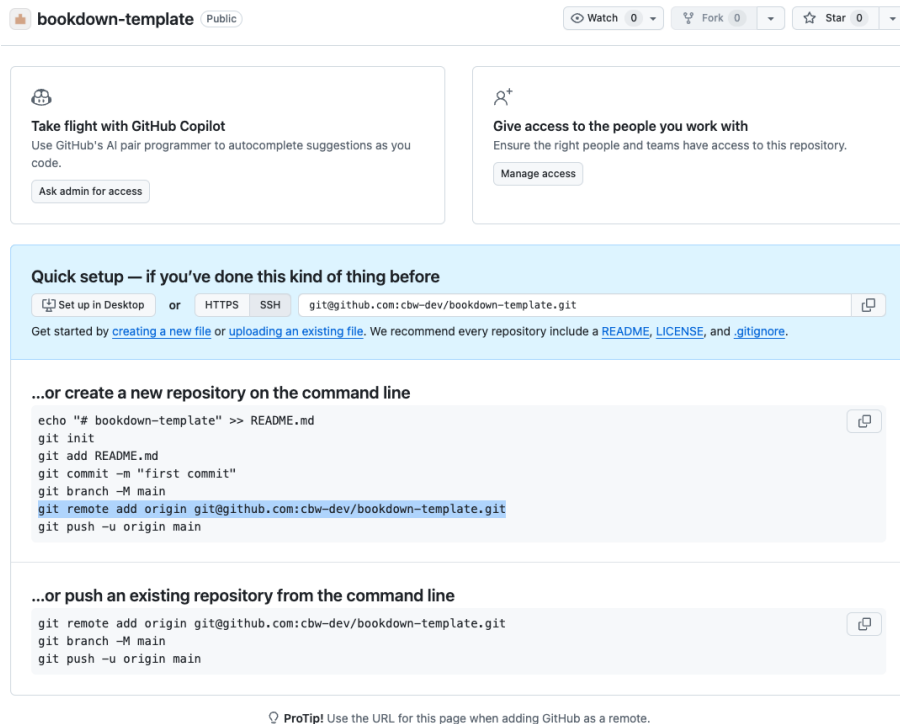 bookdown-template Public
Watch 0 Fork 0 Star 0
Take flight with GitHub Copilot
Use GitHub's AI pair programmer to autocomplete suggestions as you
code.
Ask admin for access
Give access to the people you work with
Ensure the right people and teams have access to this repository.
Manage access
Quick setup — if you’ve done this kind of thing before
Set up in Desktop or HTTPS SSH git@github.com:cbw-dev/bookdown-template.git
Get started by creating a new file or uploading an existing file. We recommend every repository include a README, LICENSE, and .gitignore.
…or create a new repository on the command line
echo "# bookdown-template" >> README.md
git init
git add README.md
git commit -m "first commit"
git branch -M main
git remote add origin git@github.com:cbw-dev/bookdown-template.git
git push -u origin main
…or push an existing repository from the command line
git remote add origin git@github.com:cbw-dev/bookdown-template.git
git branch -M main
git push -u origin main
ProTip! Use the URL for this page when adding GitHub as a remote.